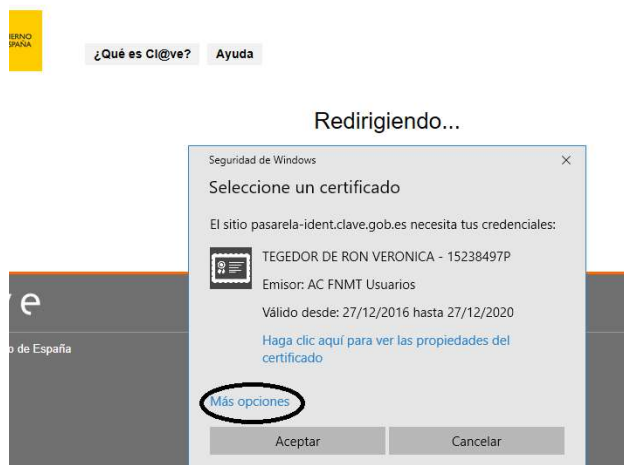 ¿Qué es Cl@ve? Ayuda
Redirigiendo...
Seguridad de Windows
Seleccione un certificado
El sitio pasarela-ident.clave.gob.es necesita tus credenciales:
TEGEDOR DE RON VERONICA - 15238497P
Emisor: AC FNMT Usuarios
Válido desde: 27/12/2016 hasta 27/12/2020
Haga clic aquí para ver las propiedades del
certificado
Más opciones
Aceptar Cancelar
ve
o de España